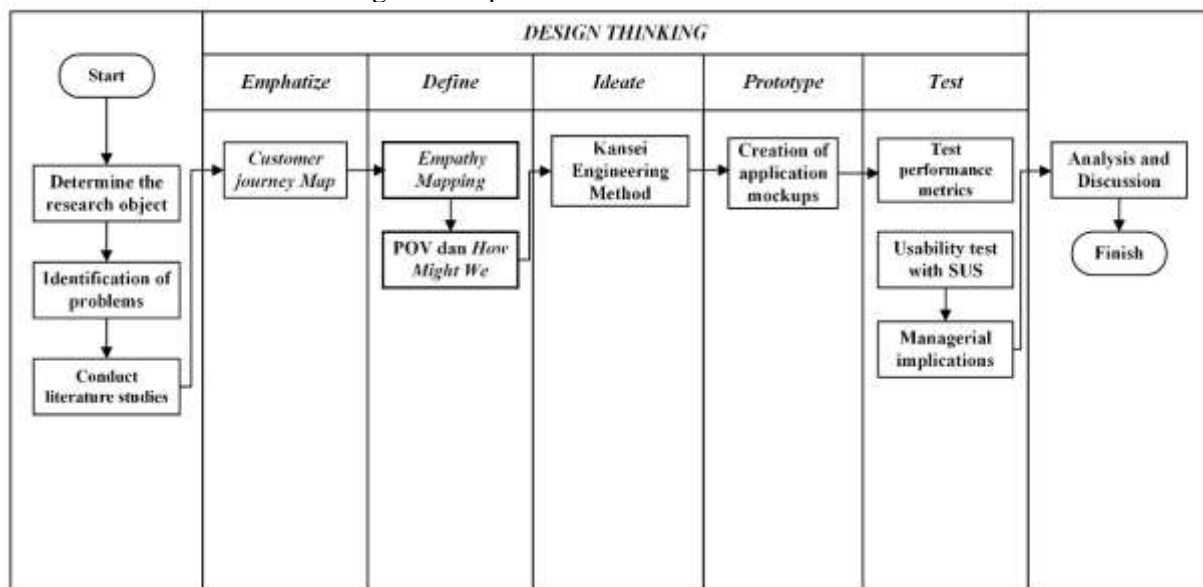 DESIGN THINKING
Start
Emphatize
Define
Ideate
Prototype
Test
Determine the
research object
Identification of
problems
Conduct
literature studies
Customer
journey Map
Empathy
Mapping
POV dan How
Might We
Kansei
Engineering
Method
Creation of
application
mockups
Test
performance
metrics
Usability test
with SUS
Managerial
implications
Analysis and
Discussion
Finish